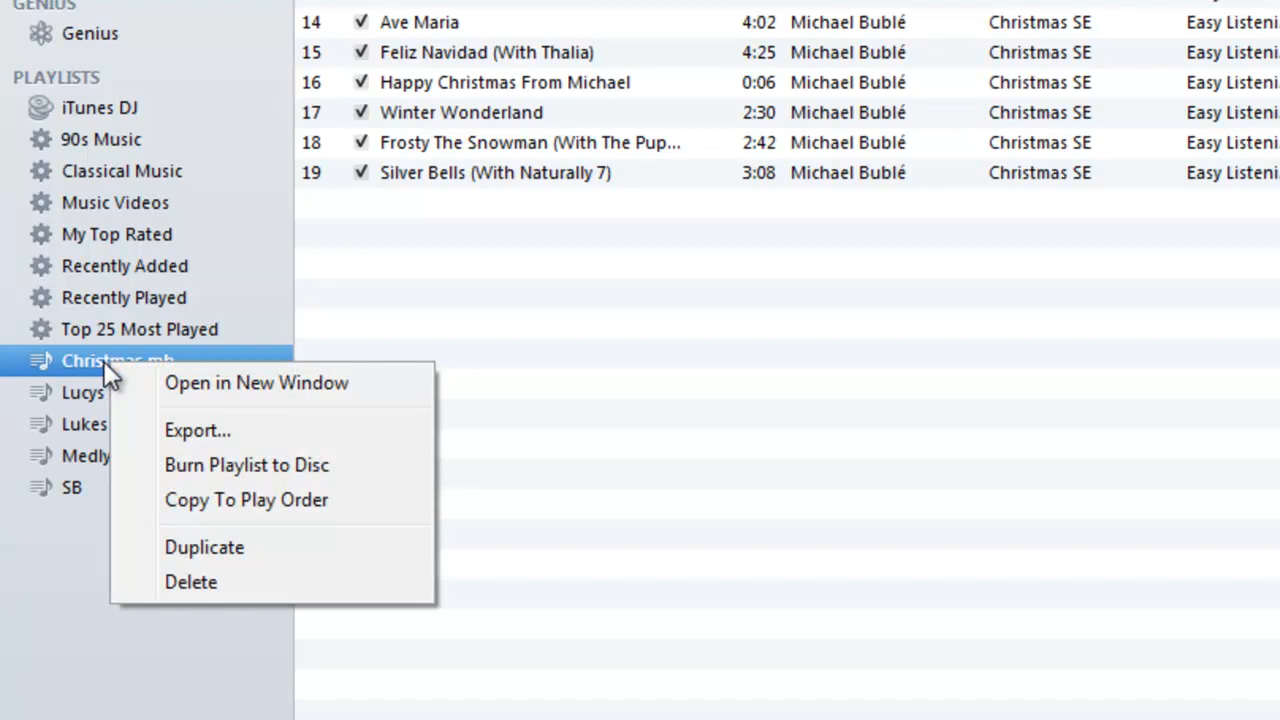 GENIUS
Genius
PLAYLISTS
iTunes DJ
90s Music
Classical Music
Music Videos
My Top Rated
Recently Added
Recently Played
Top 25 Most Played
Christmas mb
Lucys
Lukes
Medly
SB
14 Ave Maria 4:02 Michael Bublé Christmas SE Easy Listeni.
15 Feliz Navidad (With Thalia) 4:25 Michael Bublé Christmas SE Easy Listeni.
16 Happy Christmas From Michael 0:06 Michael Bublé Christmas SE Easy Listeni.
17 Winter Wonderland 2:30 Michael Bublé Christmas SE Easy Listeni.
18 Frosty The Snowman (With The Pup... 2:42 Michael Bublé Christmas SE Easy Listeni.
19 Silver Bells (With Naturally 7) 3:08 Michael Bublé Christmas SE Easy Listeni.
Open in New Window
Export...
Burn Playlist to Disc
Copy To Play Order
Duplicate
Delete